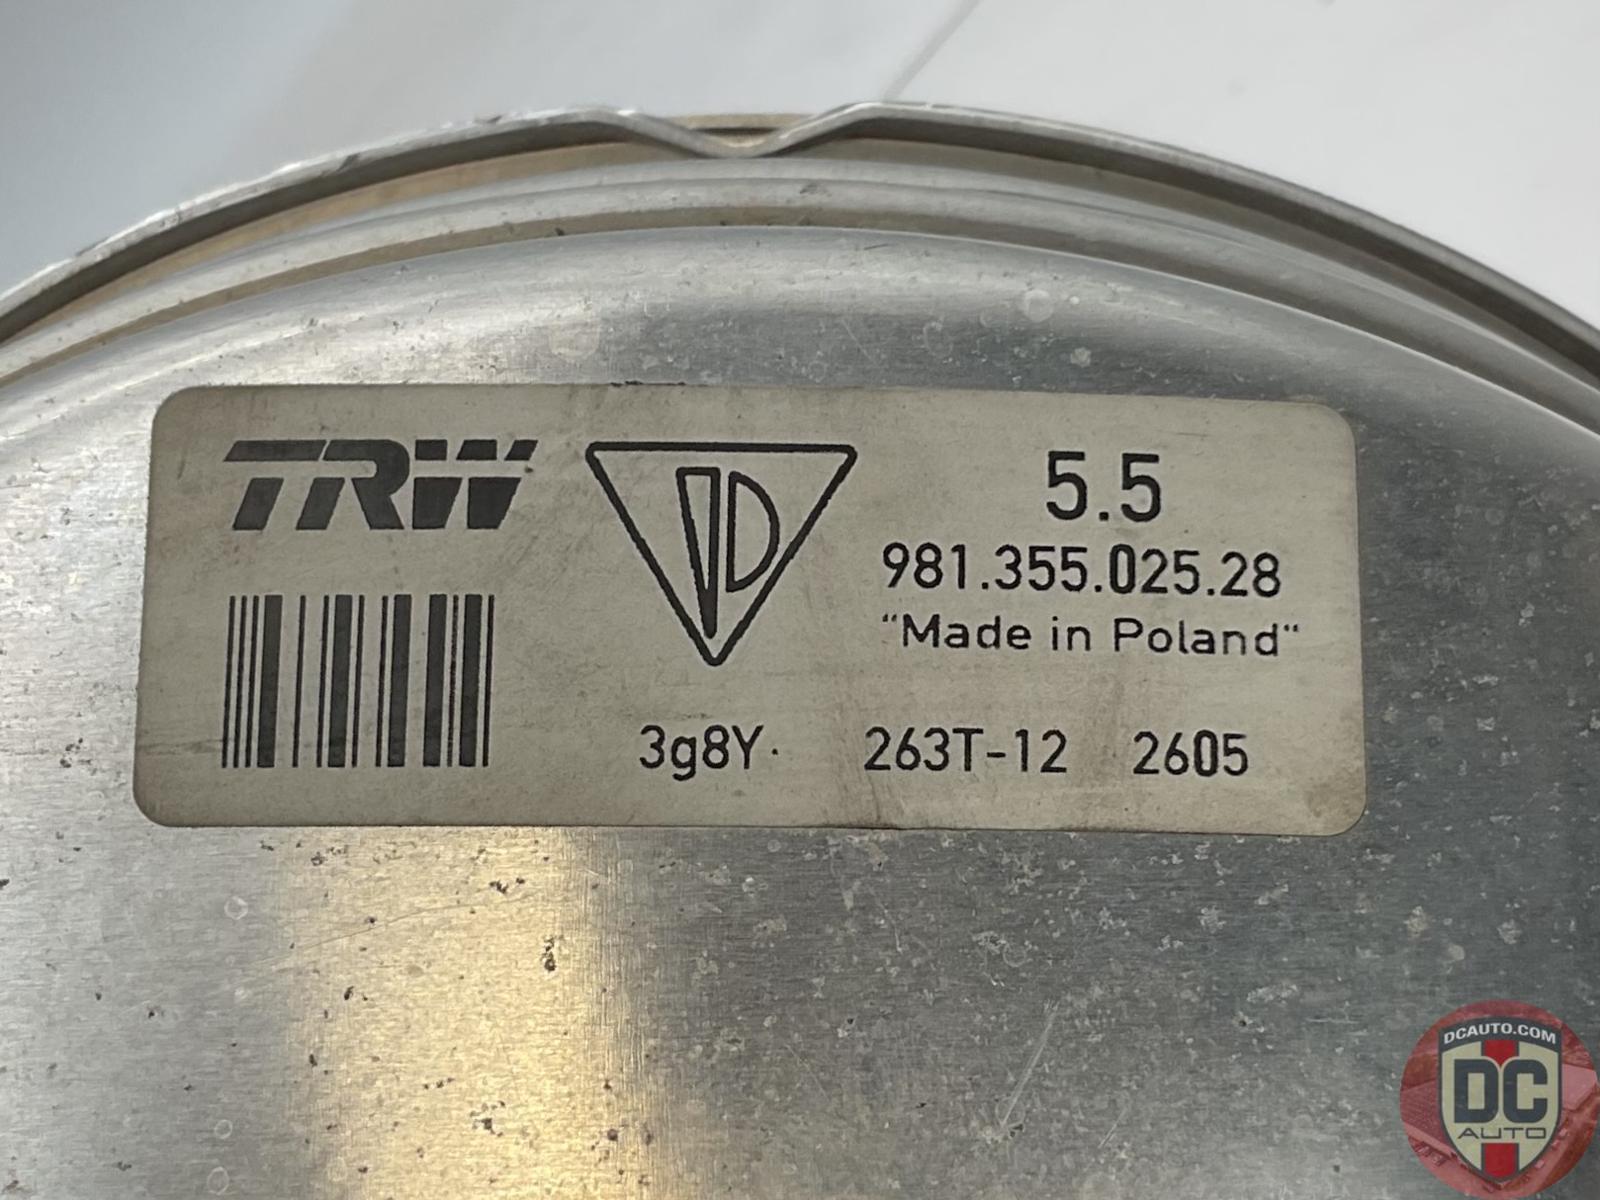 TRW
5.5
981.355.025.28
"Made in Poland"
3g8Y. 263T-12 2605
DCAUTO.COM
DC
AUTO